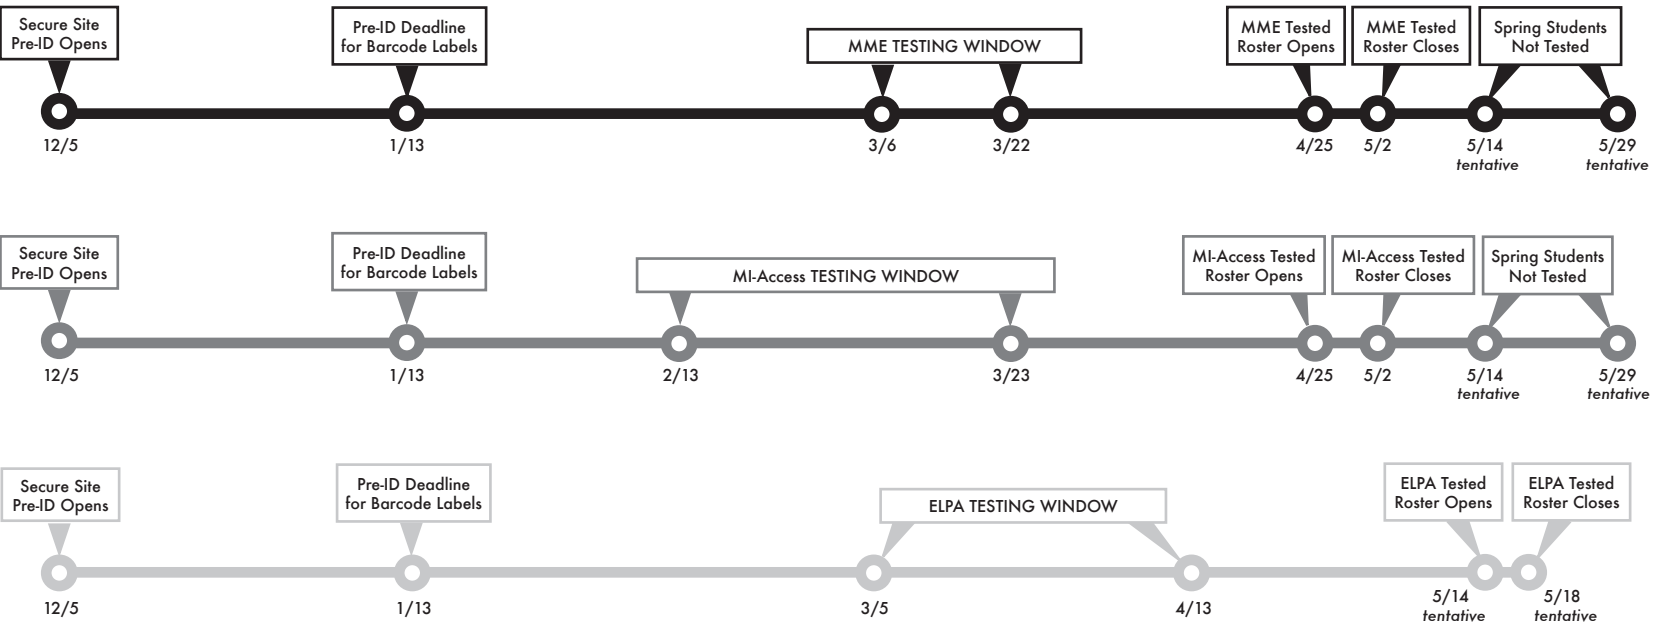 Secure Site
Pre-ID Opens
Pre-ID Deadline
for Barcode Labels
MME TESTING WINDOW
MME Tested
Roster Opens
MME Tested
Roster Closes
Spring Students
Not Tested
12/5
1/13
3/6
3/22
4/25
5/2
5/14
tentative
5/29
tentative
Secure Site
Pre-ID Opens
Pre-ID Deadline
for Barcode Labels
MI-Access TESTING WINDOW
MI-Access Tested
Roster Opens
MI-Access Tested
Roster Closes
Spring Students
Not Tested
12/5
1/13
2/13
3/23
4/25
5/2
5/14
tentative
5/29
tentative
Secure Site
Pre-ID Opens
Pre-ID Deadline
for Barcode Labels
ELPA TESTING WINDOW
ELPA Tested
Roster Opens
ELPA Tested
Roster Closes
12/5
1/13
3/5
4/13
5/14
tentative
5/18
tentative